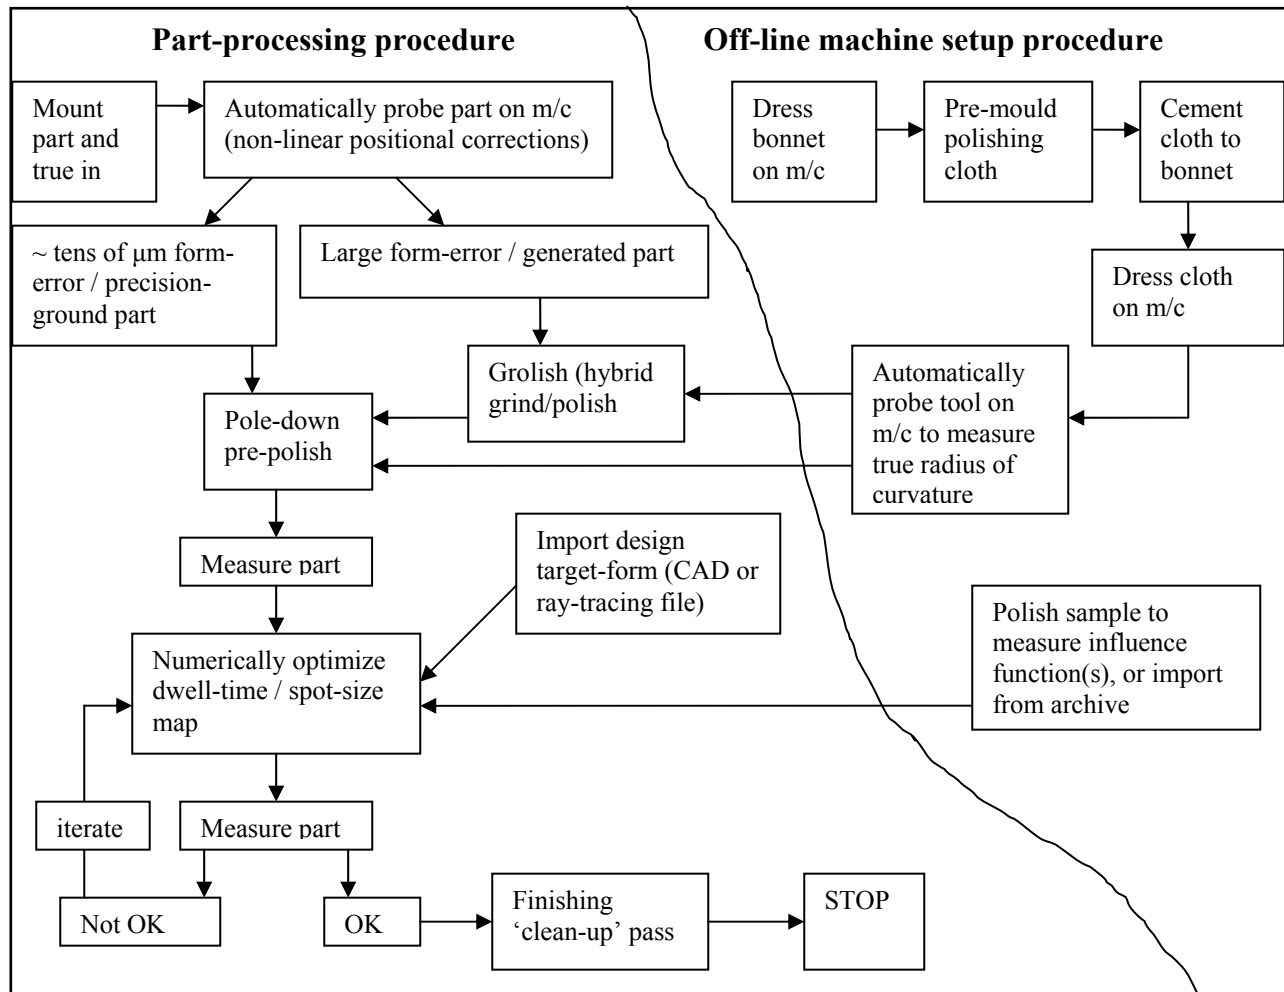 Part-processing procedure
Off-line machine setup procedure
Mount
part and
true in
Automatically probe part on m/c
(non-linear positional corrections)
Dress
bonnet
on m/c
Pre-mould
polishing
cloth
Cement
cloth to
bonnet
~ tens of μm form-
error / precision-
ground part
Large form-error / generated part
Dress cloth
on m/c
Grolish (hybrid
grind/polish
Automatically
probe tool on
m/c to measure
true radius of
curvature
Pole-down
pre-polish
Measure part
Import design
target-form (CAD or
ray-tracing file)
Numerically optimize
dwell-time / spot-size
map
Polish sample to
measure influence
function(s), or import
from archive
iterate
Measure part
Not OK
OK
Finishing
‘clean-up’ pass
STOP